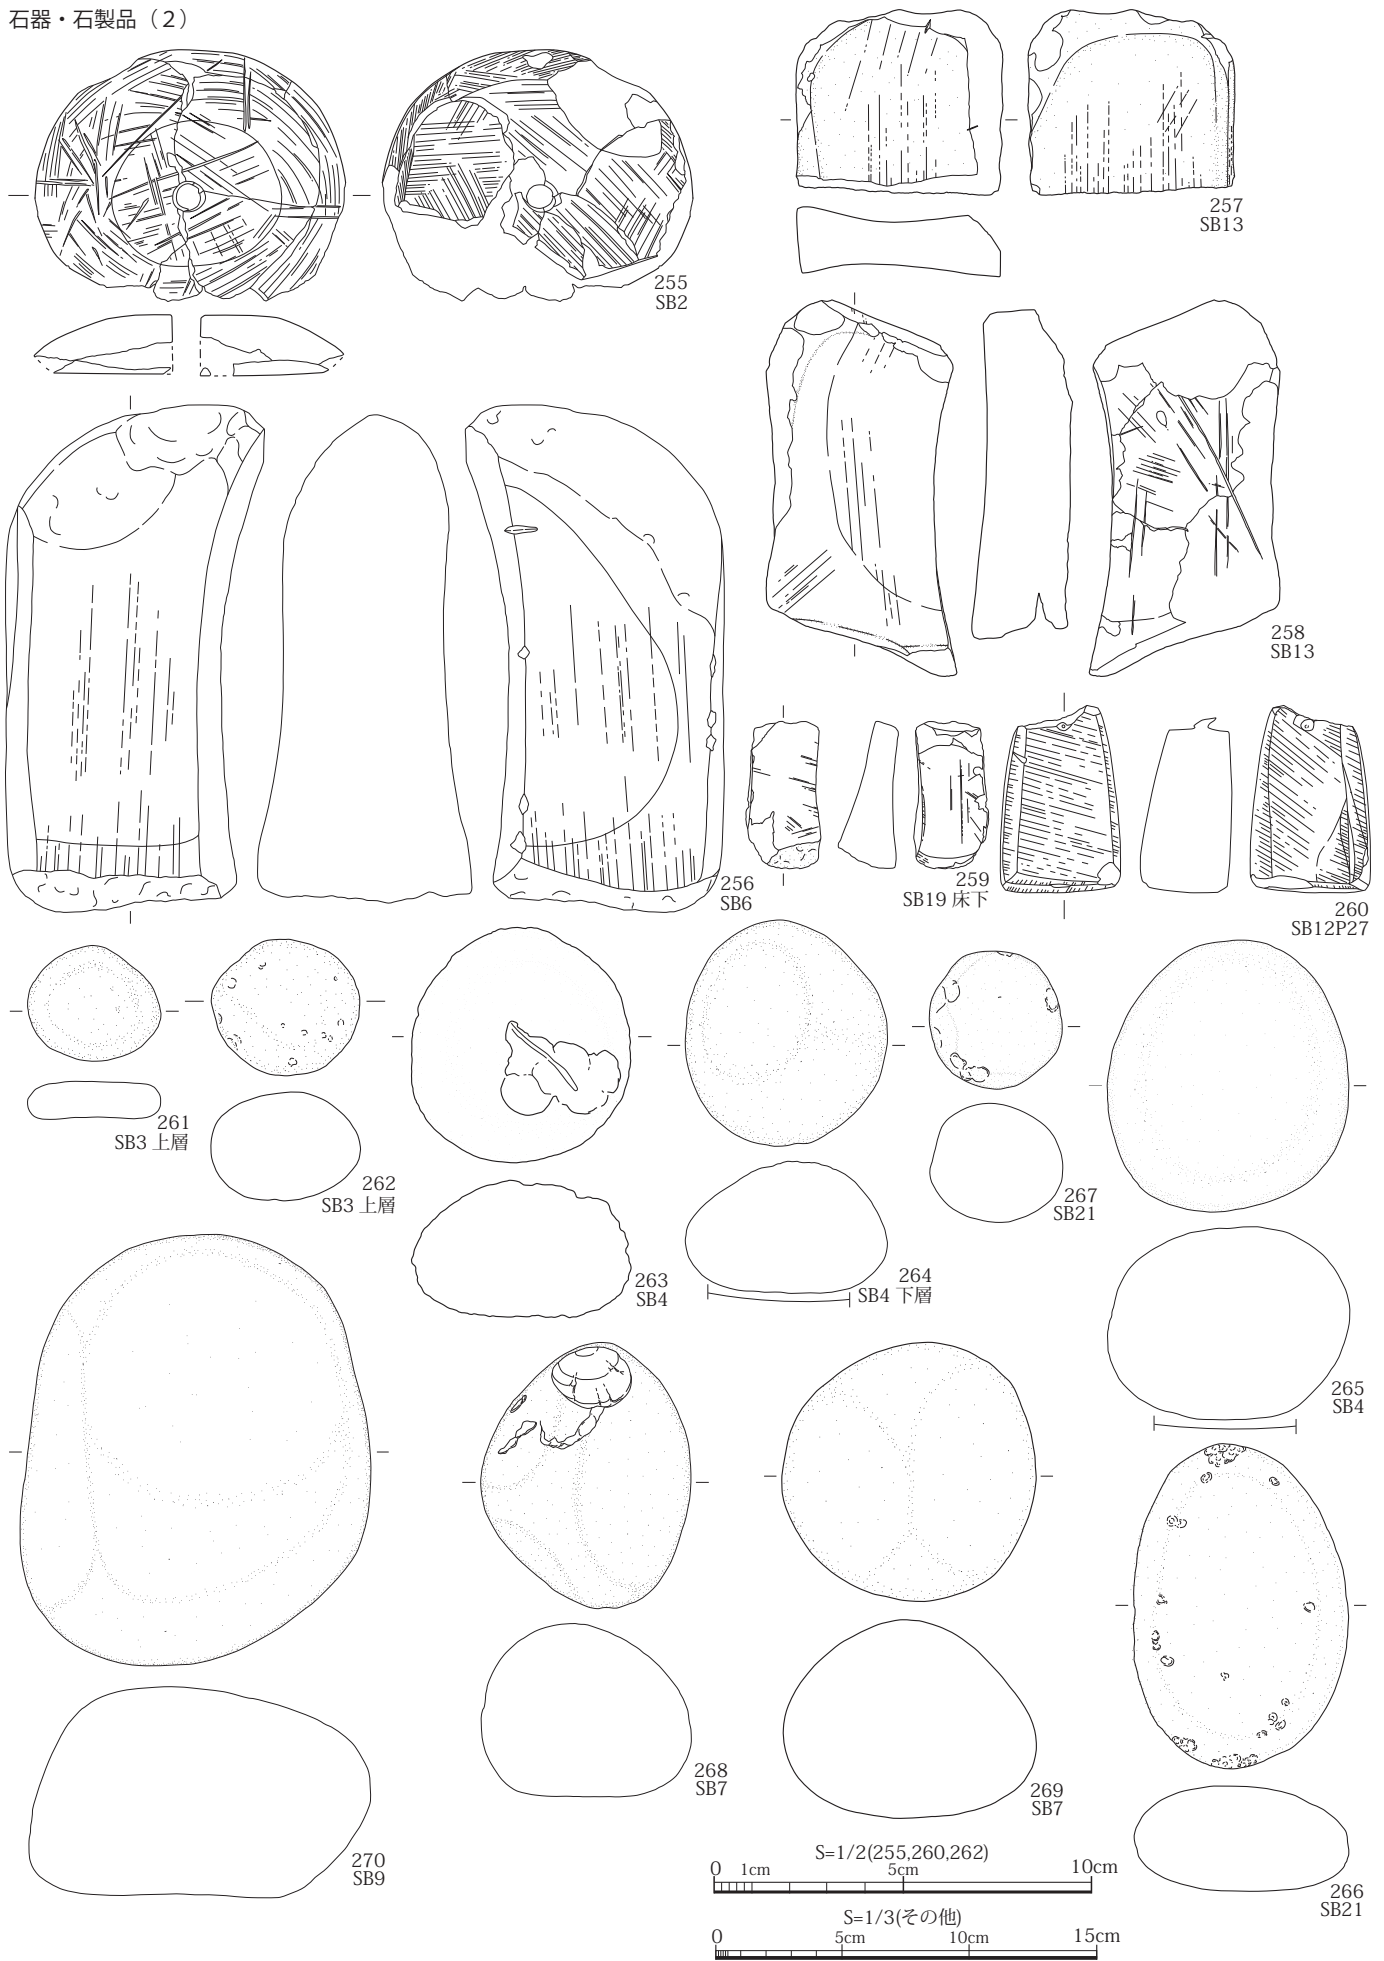 石器・石製品（２）
255
SB2
257
SB13
258
SB13
256
SB6
259
SB19 床下
260
SB12P27
261
SB3 上層
262
SB3 上層
263
SB4
264
SB4 下層
267
SB21
265
SB4
268
SB7
269
SB7
270
SB9
266
SB21
S=1/2(255,260,262)
0 1cm 5cm 10cm
S=1/3(その他)
0 5cm 10cm 15cm